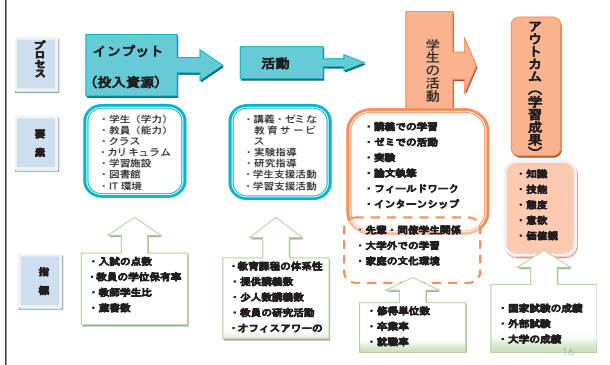 プロセス
インプット
(投入資源)
活動
学生の活動
アウトカム（学習成果）
要素
・学生（学力）
・教員（能力）
・クラス
・カリキュラム
・学習施設
・図書館
・IT 環境
・講義・ゼミな
教育サービ
ス
・実験指導
・研究指導
・学生支援活動
・学習支援活動
・講義での学習
・ゼミでの活動
・実験
・論文執筆
・フィールドワーク
・インターンシップ
・先輩・同僚学生関係
・大学外での学習
・家庭の文化環境
・知識
・技能
・態度
・意欲
・価値観
指標
・入試の点数
・教員の学位保有率
・教師学生比
・蔵書数
・教育課程の体系性
・提供講義数
・少人数講義数
・教員の研究活動
・オフィスアワーの
・修得単位数
・卒業率
・就職率
・国家試験の成績
・外部試験
・大学の成績
16